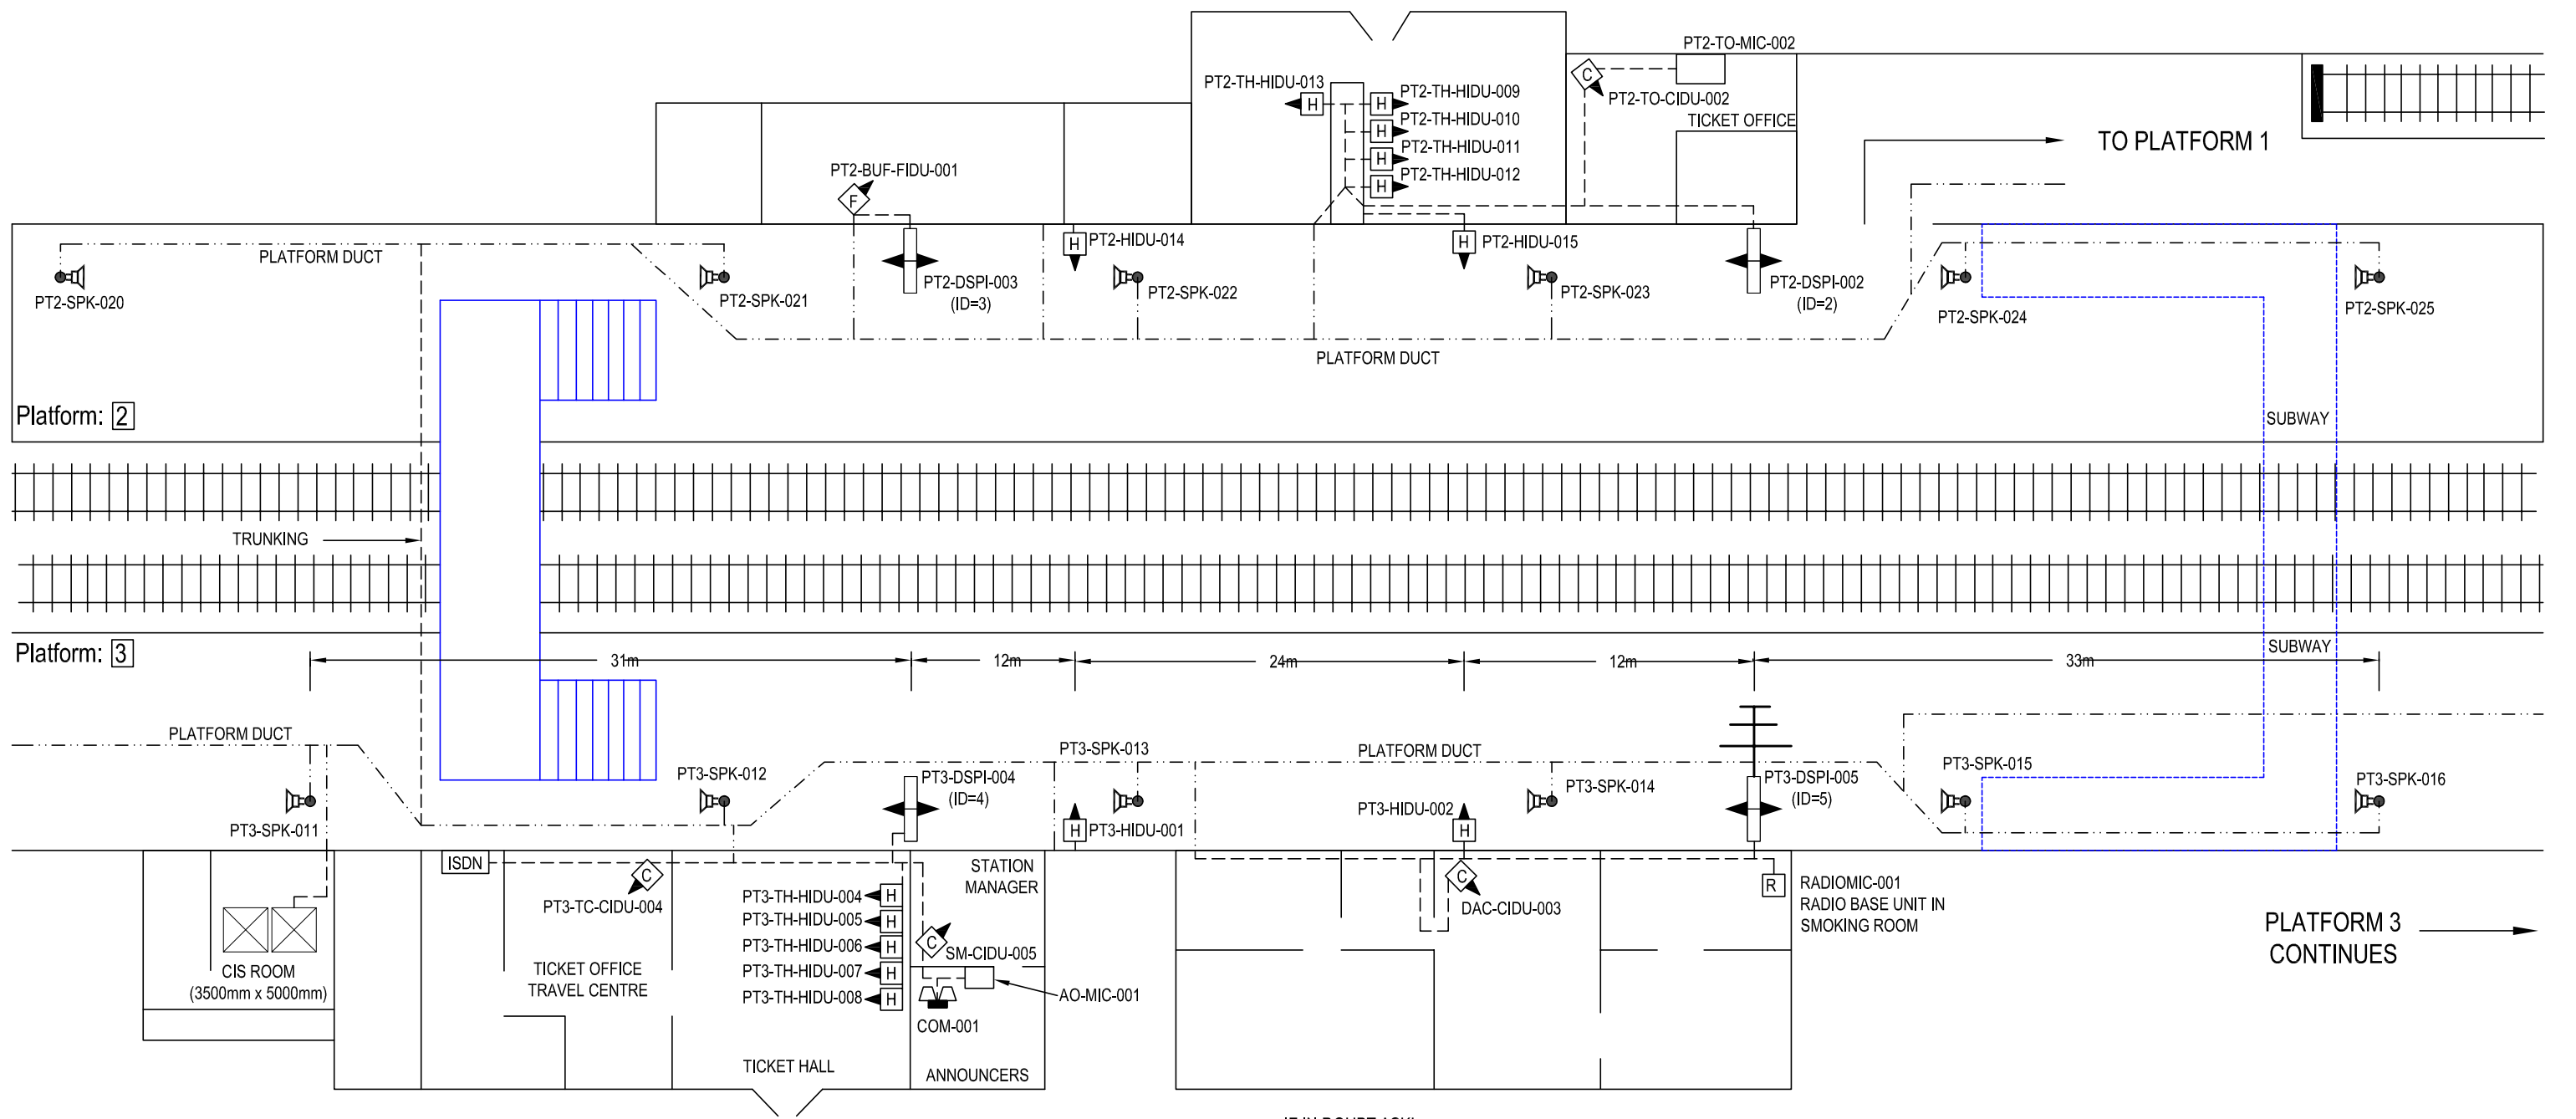 PT2-TO-MIC-002
PT2-TH-HIDU-013
C
PT2-TH-HIDU-009
PT2-TO-CIDU-002
H
H
PT2-TH-HIDU-010
H
TICKET OFFICE
PT2-TH-HIDU-011
H
TO PLATFORM 1
PT2-BUF-FIDU-001
PT2-TH-HIDU-012
H
F
PT2-HIDU-014
H
PT2-HIDU-015
H
PLATFORM DUCT
PT2-SPK-020
PT2-SPK-021
PT2-DSPI-003
(ID=3)
PT2-SPK-022
PT2-SPK-023
PT2-DSPI-002
(ID=2)
PT2-SPK-024
PT2-SPK-025
PLATFORM DUCT
Platform: 2
SUBWAY
TRUNKING
Platform: 3
SUBWAY
31m
12m
24m
12m
33m
PLATFORM DUCT
PT3-SPK-013
PLATFORM DUCT
PT3-SPK-012
PT3-DSPI-004
(ID=4)
PT3-SPK-014
PT3-DSPI-005
(ID=5)
PT3-SPK-015
PT3-SPK-016
PT3-HIDU-002
PT3-SPK-011
H
PT3-HIDU-001
H
ISDN
STATION
MANAGER
C
C
R
RADIOMIC-001
RADIO BASE UNIT IN
SMOKING ROOM
PT3-TC-CIDU-004
DAC-CIDU-003
PT3-TH-HIDU-004
H
PT3-TH-HIDU-005
H
PT3-TH-HIDU-006
H
PT3-TH-HIDU-007
H
PT3-TH-HIDU-008
H
C
SM-CIDU-005
PLATFORM 3
CONTINUES
CIS ROOM
(3500mm x 5000mm)
TICKET OFFICE
TRAVEL CENTRE
AO-MIC-001
COM-001
TICKET HALL
ANNOUNCERS